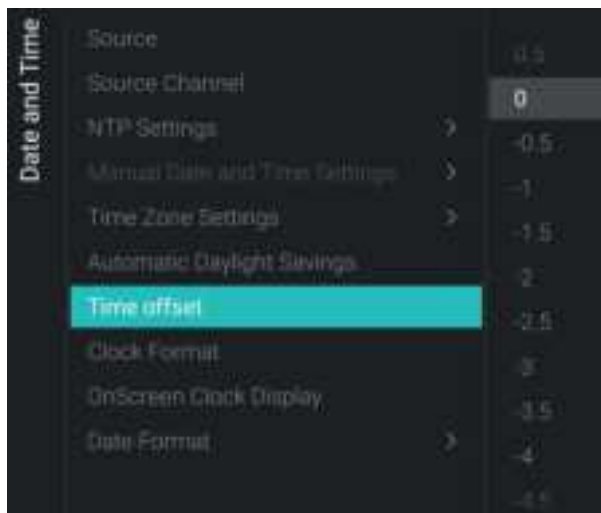 Date and Time
Source
Source Channel
NTP Settings
Manual Date and Time Settings
Time Zone Settings
Automatic Daylight Savings
Time offset
Clock Format
OnScreen Clock Display
Date Format
0.5
0
-0.5
-1
-1.5
-2
-2.5
-3
-3.5
-4
-4.5